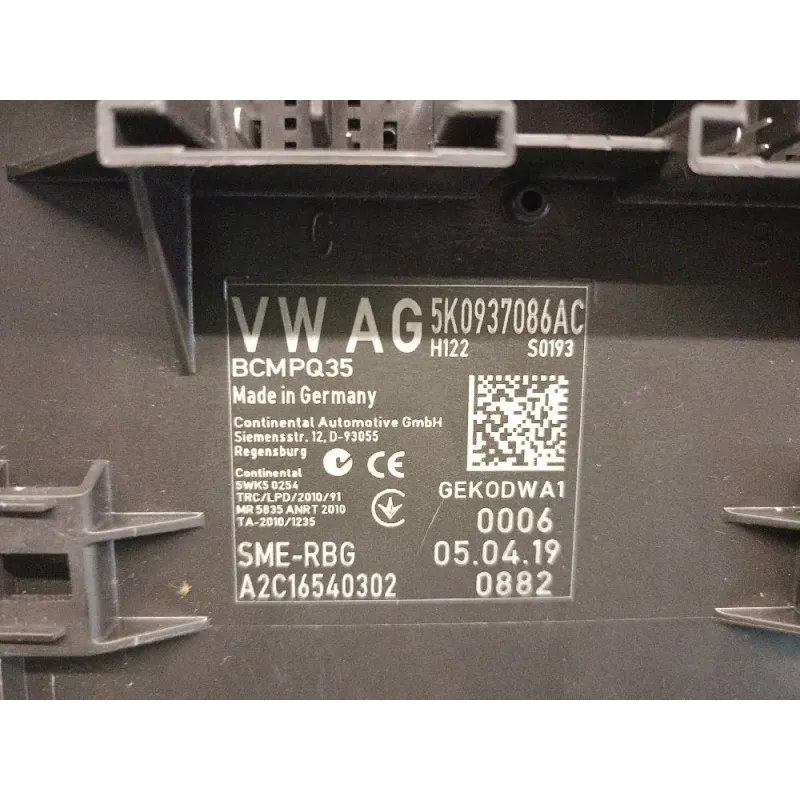 C
VW AG 5K0937086AC
H122 S0193
BCMPQ35
Made in Germany
Continental Automotive GmbH
Siemensstr. 12, D-93055
Regensburg
CE
Continental
5WK5 0254
TRC/LPD/2010/91
MR 5835 ANRT 2010
TA-2010/1235
GEKODWA1
0006
SME-RBG 05.04.19
A2C16540302 0882